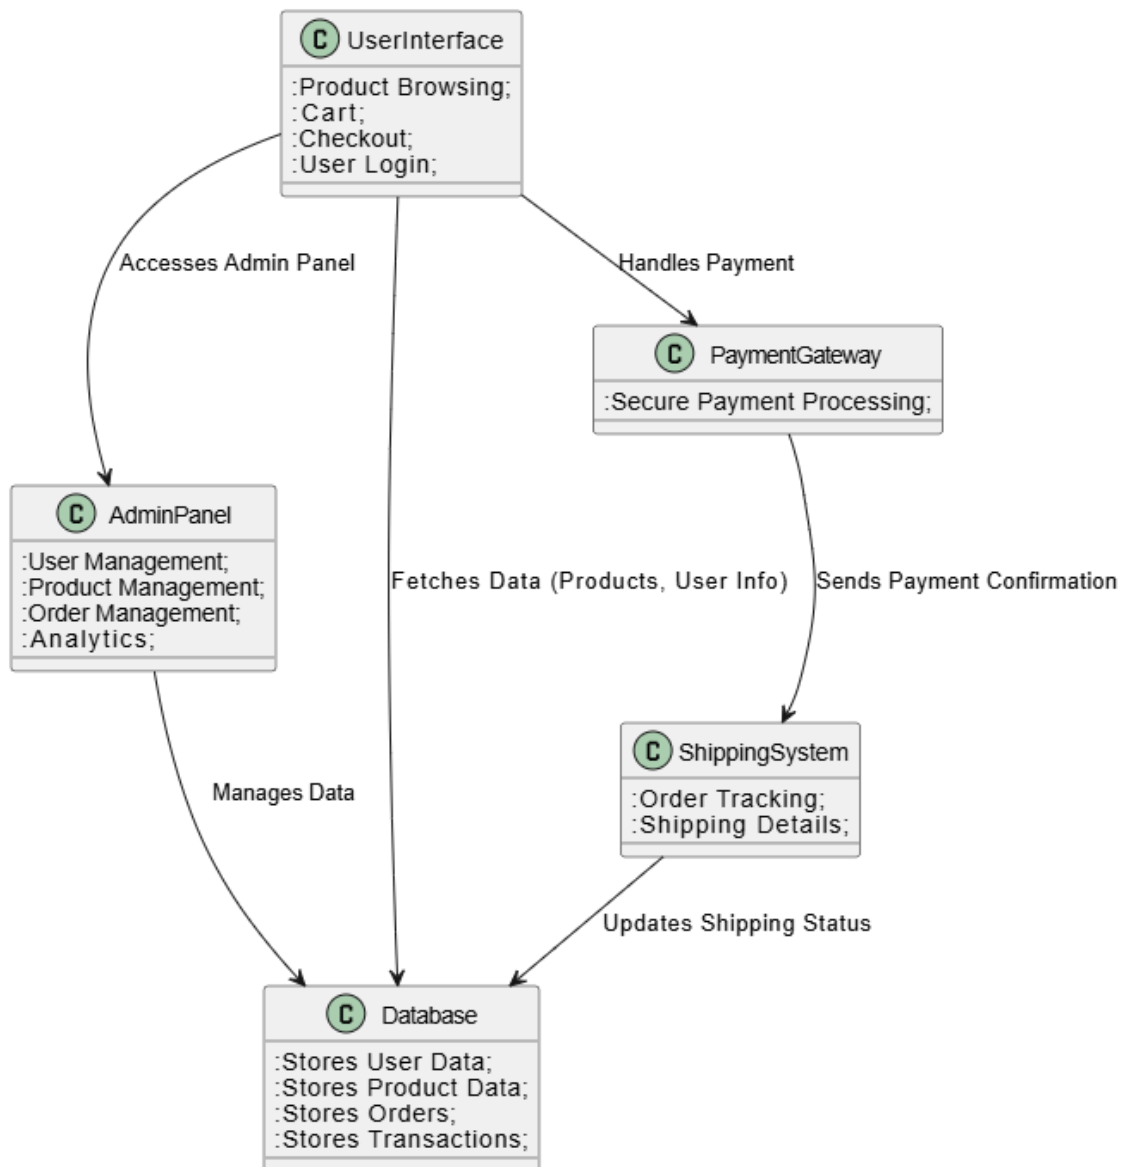 C UserInterface
:Product Browsing;
:Cart;
:Checkout;
:User Login;
Accesses Admin Panel
Handles Payment
C PaymentGateway
:Secure Payment Processing;
C AdminPanel
:User Management;
:Product Management;
:Order Management;
:Analytics;
Fetches Data (Products, User Info)
Sends Payment Confirmation
C ShippingSystem
:Order Tracking;
:Shipping Details;
Manages Data
Updates Shipping Status
C Database
:Stores User Data;
:Stores Product Data;
:Stores Orders;
:Stores Transactions;